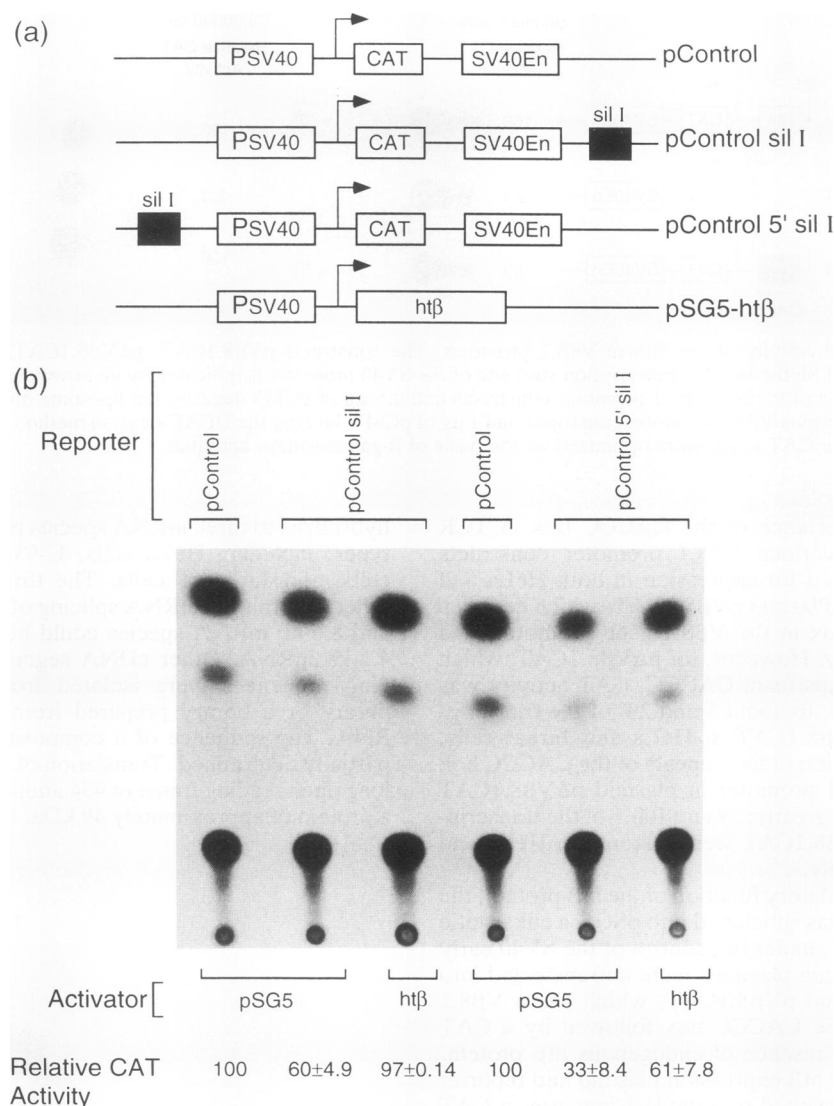 (a)
PSV40 CAT SV40En pControl
sil I
PSV40 CAT SV40En pControl sil I
sil I
PSV40 CAT SV40En pControl 5' sil I
PSV40 htβ pSG5-htβ
(b)
Reporter
pControl
pControl sil I
pControl
pControl 5' sil I
Activator
pSG5 htβ pSG5 htβ
Relative CAT
Activity
100 60±4.9 97±0.14 100 33±8.4 61±7.8